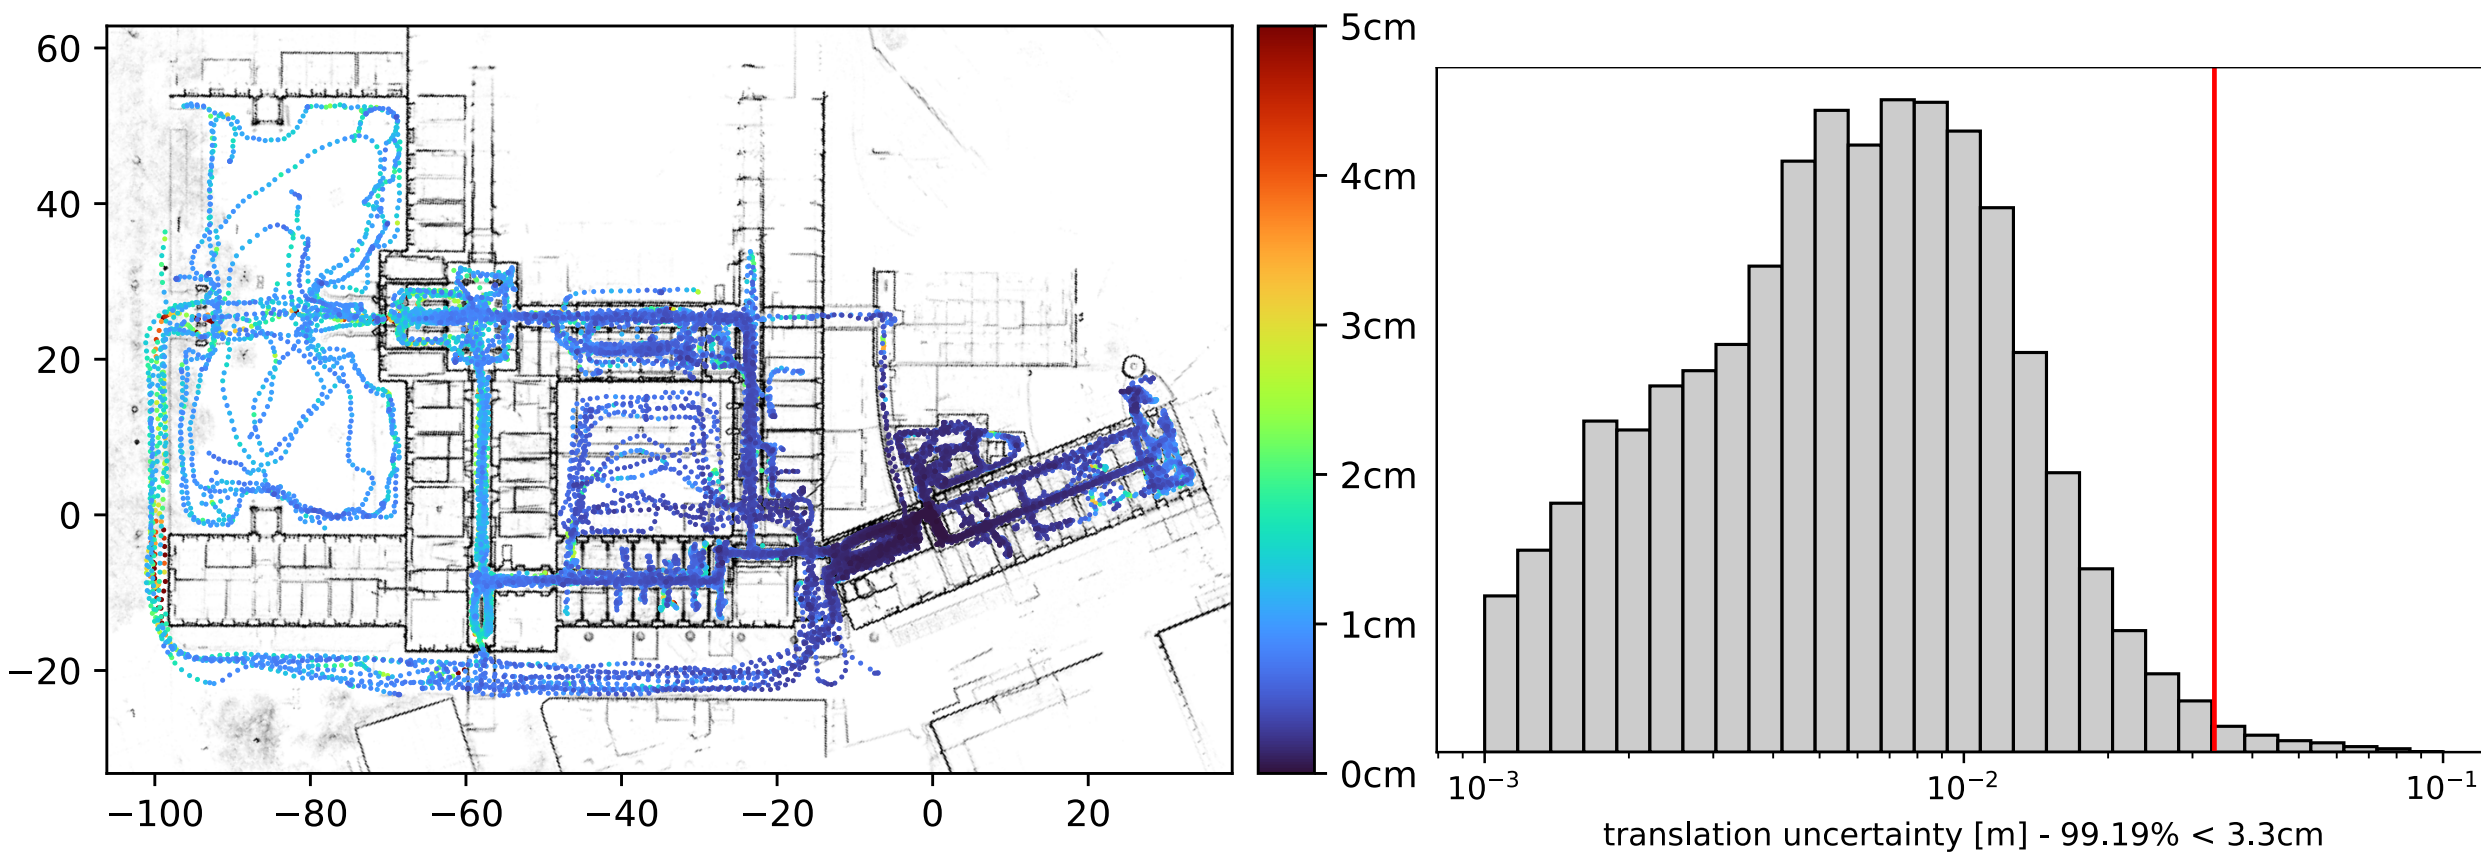 60
40
20
0
−20
−100
−80
−60
−40
−20
0
20
5cm
4cm
3cm
2cm
1cm
0cm
10⁻³
10⁻²
10⁻¹
translation uncertainty [m] - 99.19% < 3.3cm